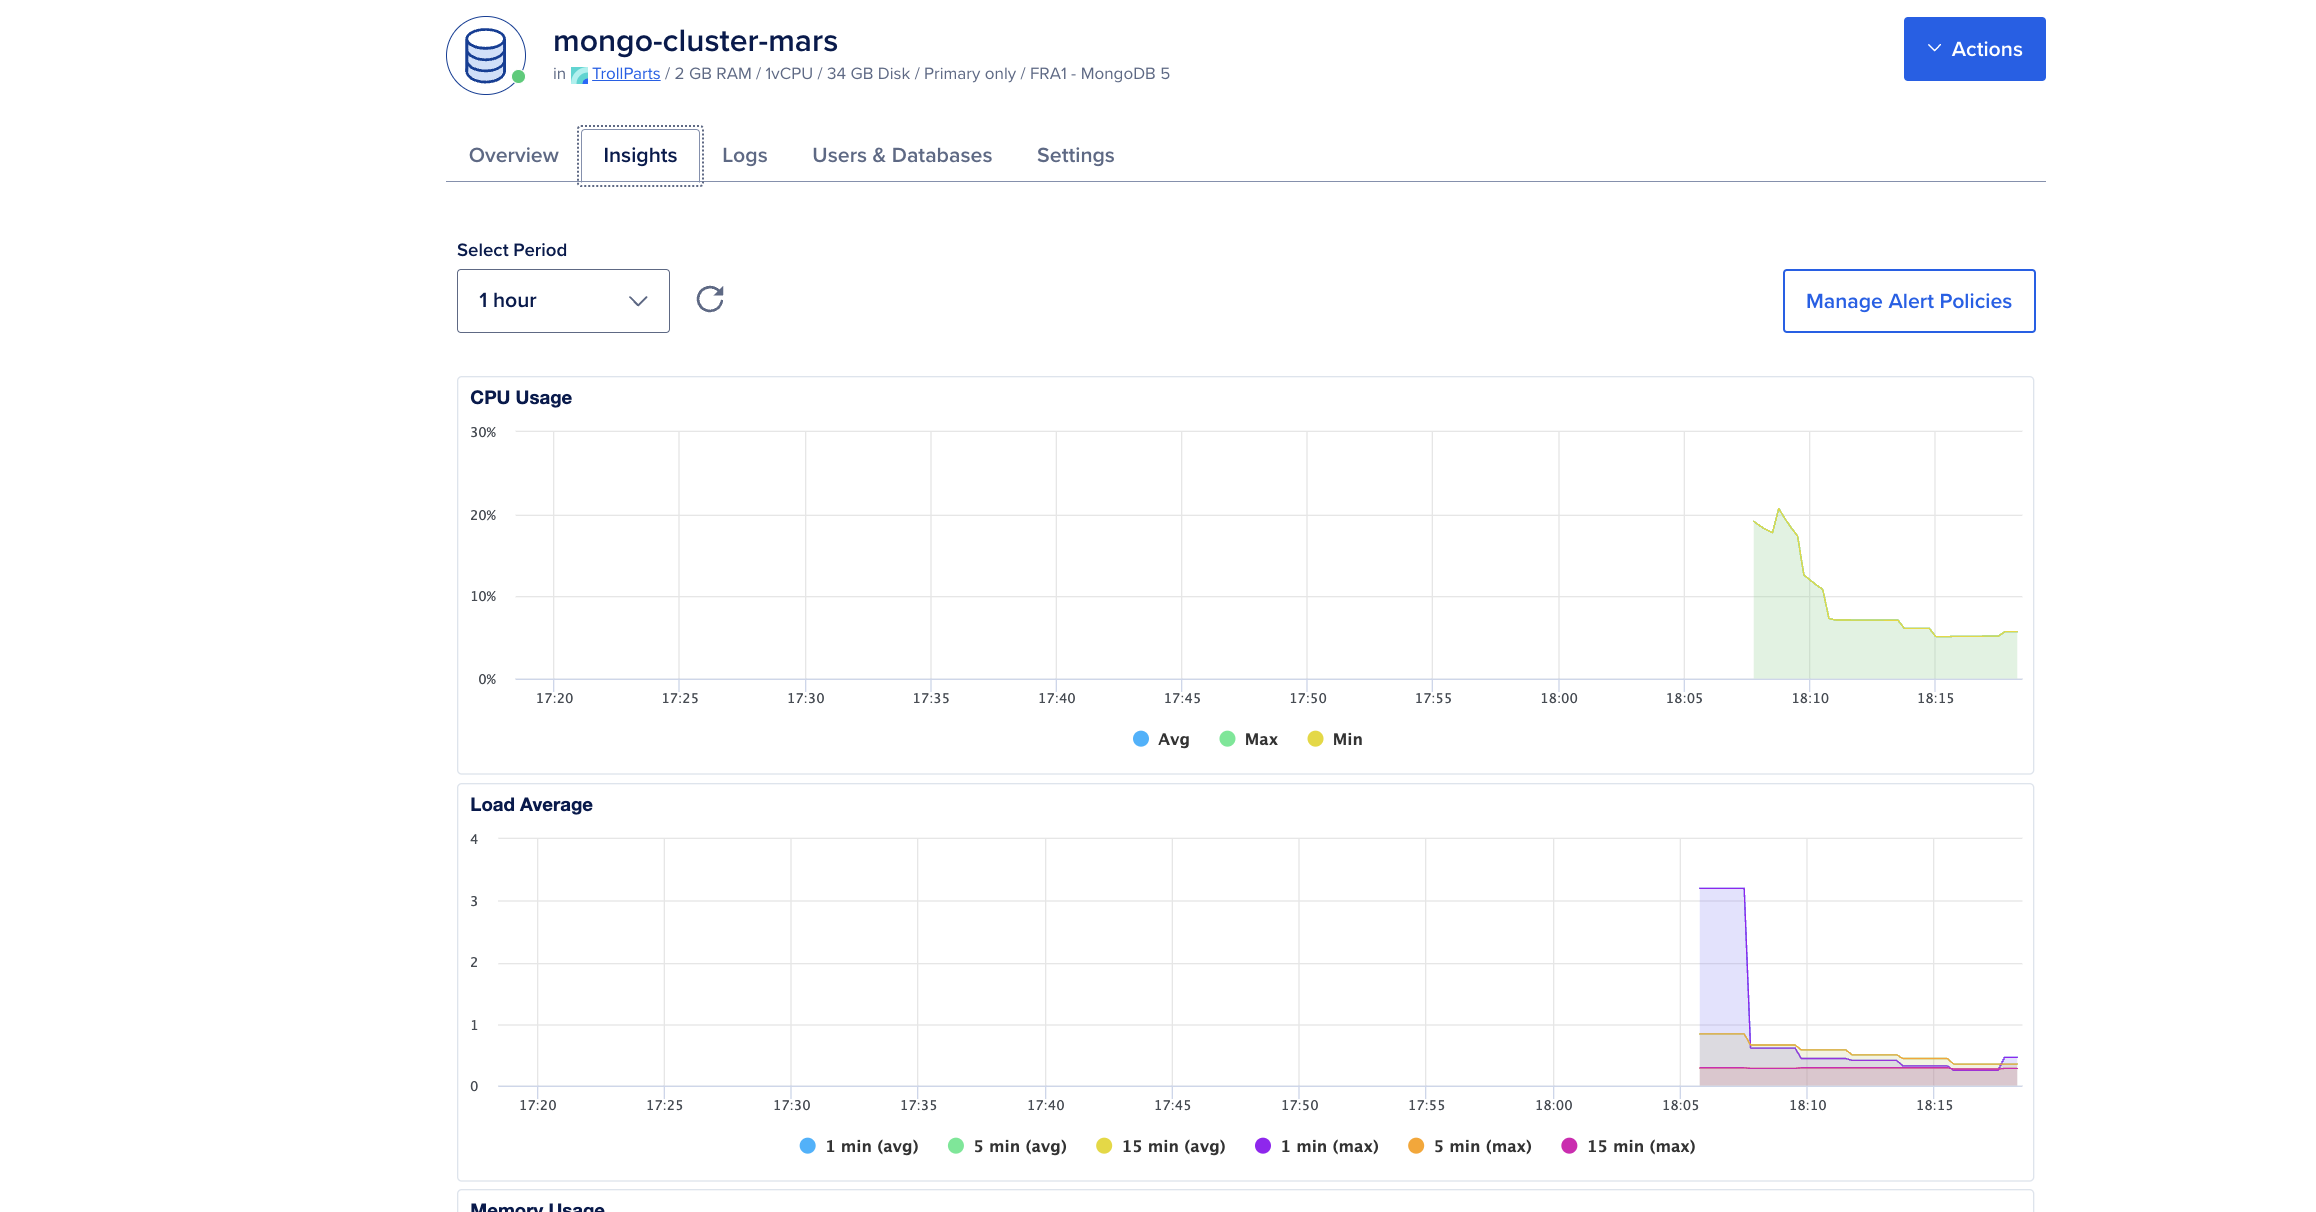 mongo-cluster-mars
in TrollParts / 2 GB RAM / 1vCPU / 34 GB Disk / Primary only / FRA1 - MongoDB 5
Actions
Overview Insights Logs Users & Databases Settings
Select Period
1 hour
Manage Alert Policies
CPU Usage
30%
20%
10%
0%
17:20 17:25 17:30 17:35 17:40 17:45 17:50 17:55 18:00 18:05 18:10 18:15
Avg Max Min
Load Average
4
3
2
1
0
17:20 17:25 17:30 17:35 17:40 17:45 17:50 17:55 18:00 18:05 18:10 18:15
1 min (avg) 5 min (avg) 15 min (avg) 1 min (max) 5 min (max) 15 min (max)
Memory Usage